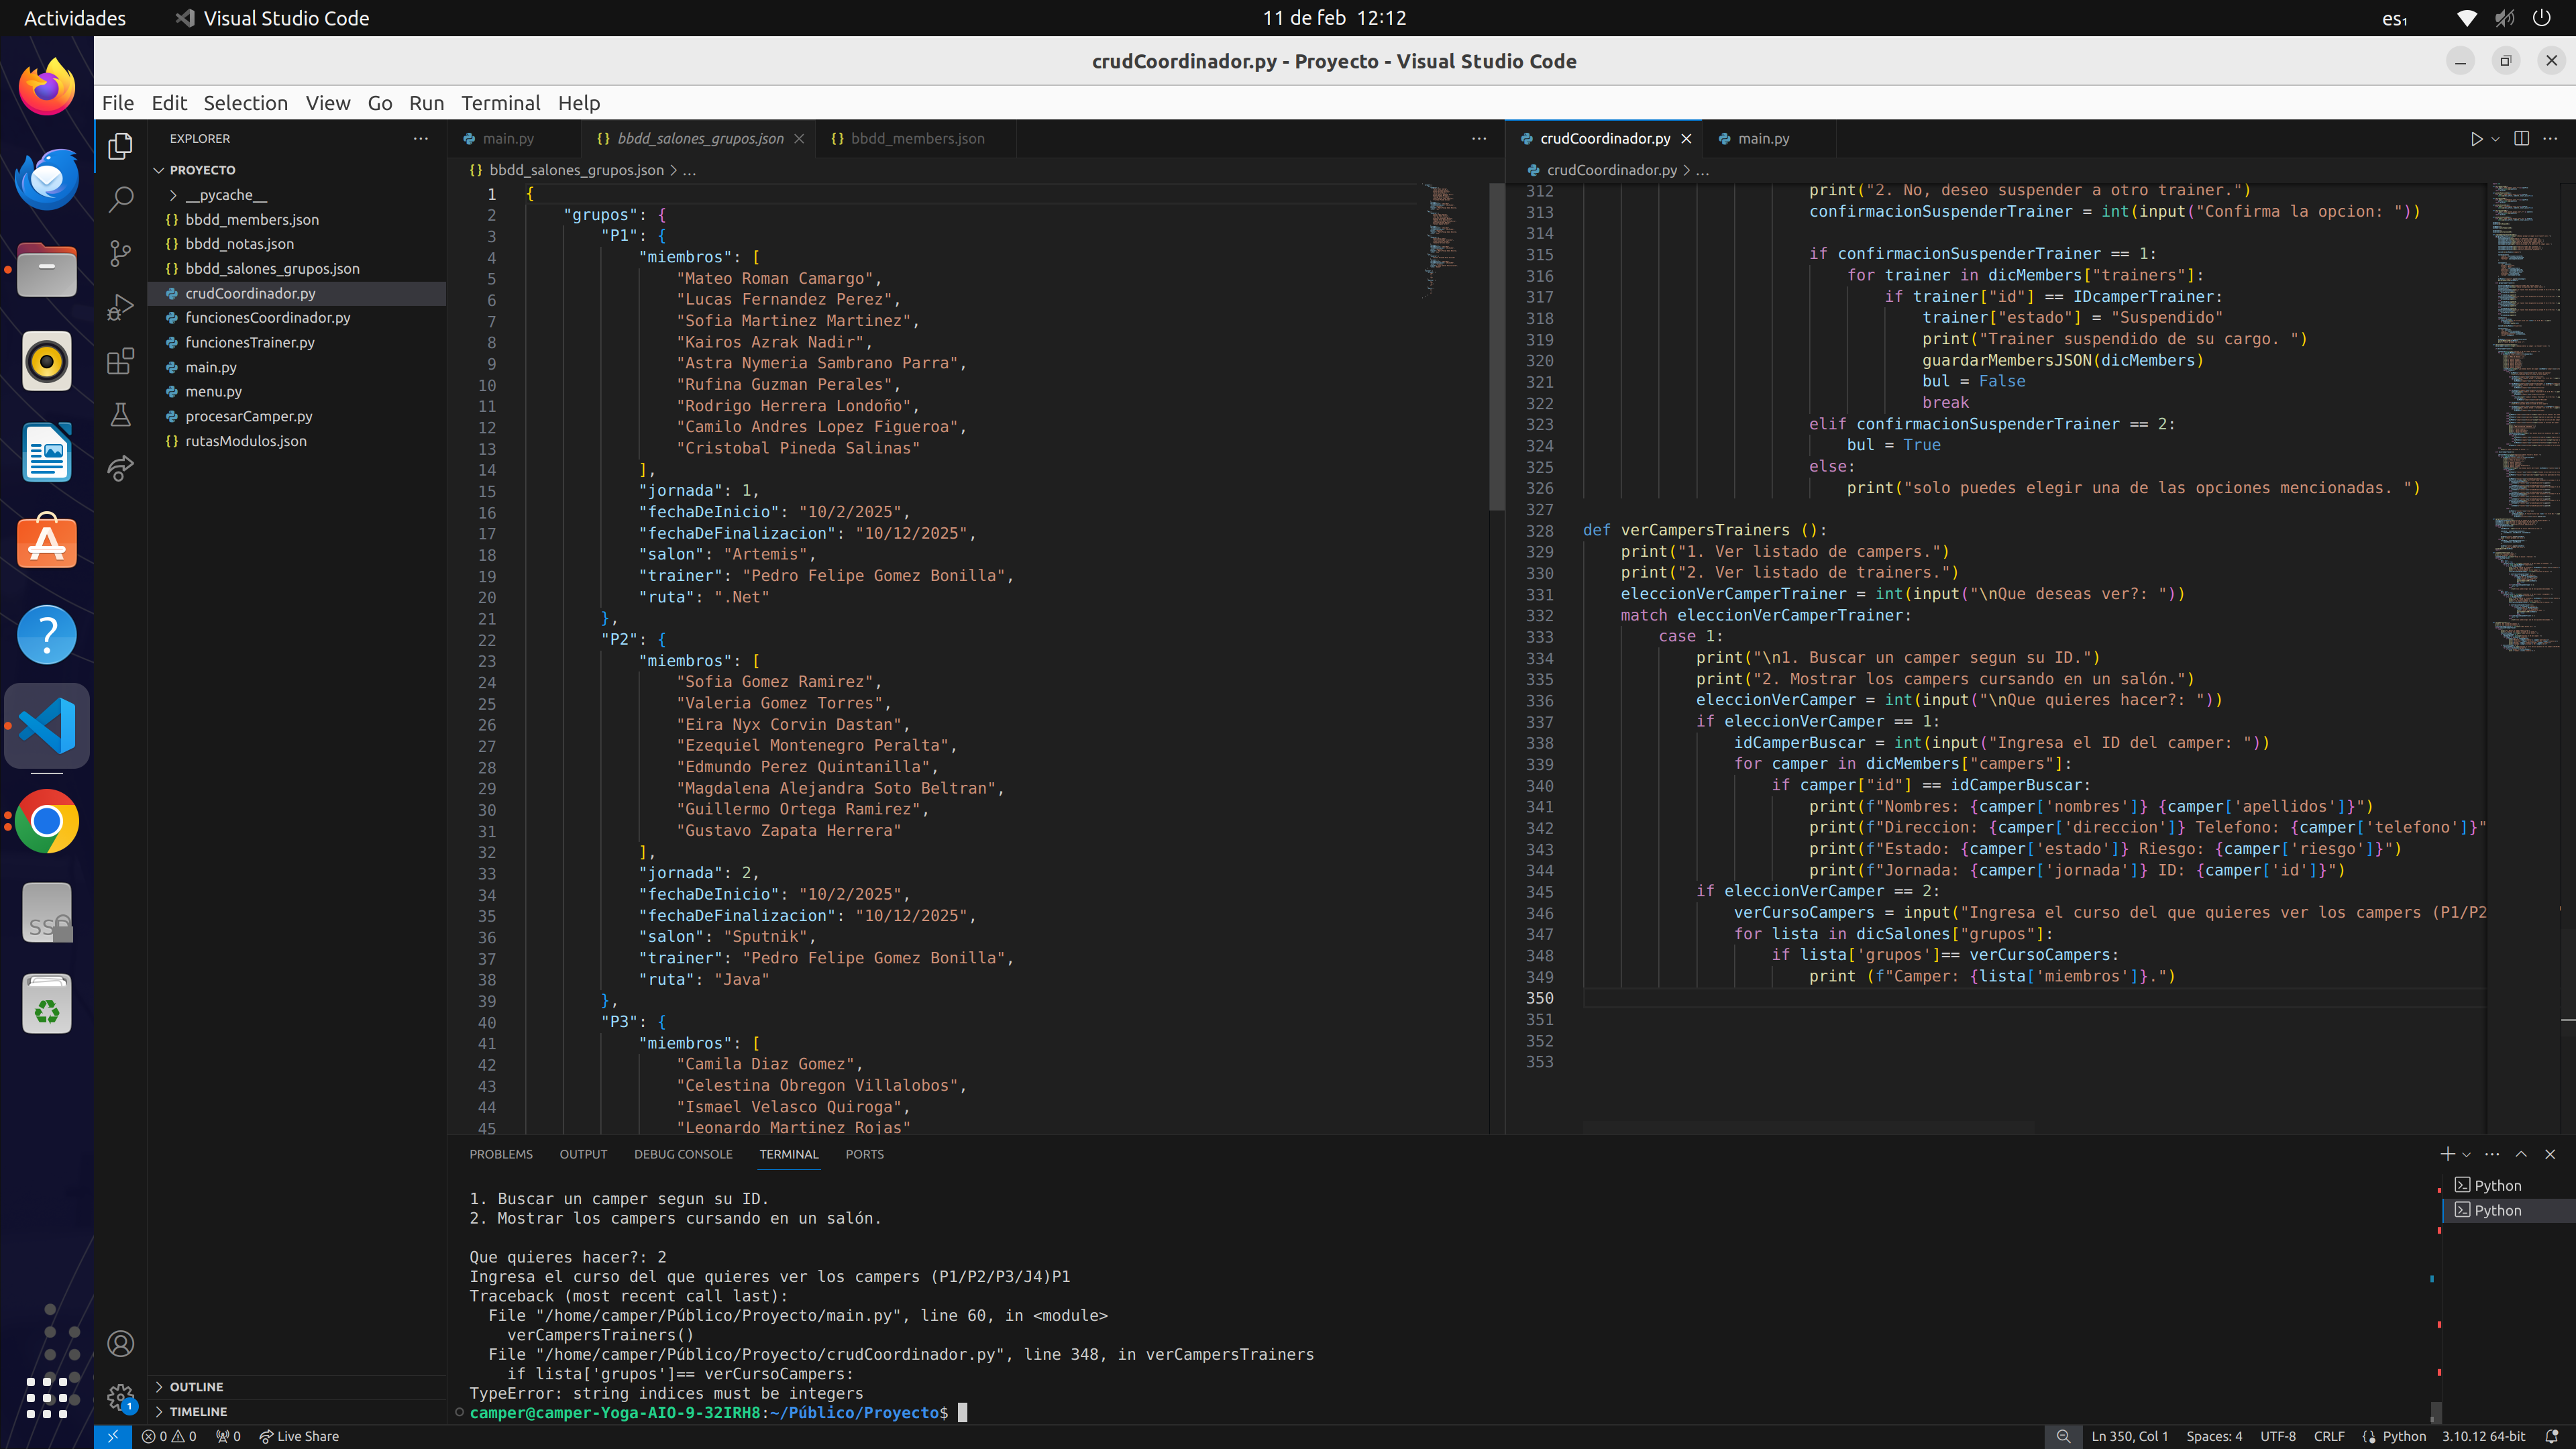 Actividades
Visual Studio Code
11 de feb 12:12
es₁
crudCoordinador.py - Proyecto - Visual Studio Code
File Edit Selection View Go Run Terminal Help
EXPLORER
PROYECTO
__pycache__
bbdd_members.json
bbdd_notas.json
bbdd_salones_grupos.json
crudCoordinador.py
funcionesCoordinador.py
funcionesTrainer.py
main.py
menu.py
procesarCamper.py
rutasModulos.json
OUTLINE
TIMELINE
main.py
bbdd_salones_grupos.json
bbdd_members.json
bbdd_salones_grupos.json > ...
1 {
2 "grupos": {
3 "P1": {
4 "miembros": [
5 "Mateo Roman Camargo",
6 "Lucas Fernandez Perez",
7 "Sofia Martinez Martinez",
8 "Kairos Azrak Nadir",
9 "Astra Nymeria Sambrano Parra",
10 "Rufina Guzman Perales",
11 "Rodrigo Herrera Londoño",
12 "Camilo Andres Lopez Figueroa",
13 "Cristobal Pineda Salinas"
14 ],
15 "jornada": 1,
16 "fechaDeInicio": "10/2/2025",
17 "fechaDeFinalizacion": "10/12/2025",
18 "salon": "Artemis",
19 "trainer": "Pedro Felipe Gomez Bonilla",
20 "ruta": ".Net"
21 },
22 "P2": {
23 "miembros": [
24 "Sofia Gomez Ramirez",
25 "Valeria Gomez Torres",
26 "Eira Nyx Corvin Dastan",
27 "Ezequiel Montenegro Peralta",
28 "Edmundo Perez Quintanilla",
29 "Magdalena Alejandra Soto Beltran",
30 "Guillermo Ortega Ramirez",
31 "Gustavo Zapata Herrera"
32 ],
33 "jornada": 2,
34 "fechaDeInicio": "10/2/2025",
35 "fechaDeFinalizacion": "10/12/2025",
36 "salon": "Sputnik",
37 "trainer": "Pedro Felipe Gomez Bonilla",
38 "ruta": "Java"
39 },
40 "P3": {
41 "miembros": [
42 "Camila Diaz Gomez",
43 "Celestina Obregon Villalobos",
44 "Ismael Velasco Quiroga",
45 "Leonardo Martinez Rojas"
crudCoordinador.py
main.py
crudCoordinador.py > ...
312 print("2. No, deseo suspender a otro trainer.")
313 confirmacionSuspenderTrainer = int(input("Confirma la opcion: "))
314
315 if confirmacionSuspenderTrainer == 1:
316 for trainer in dicMembers["trainers"]:
317 if trainer["id"] == IDcamperTrainer:
318 trainer["estado"] = "Suspendido"
319 print("Trainer suspendido de su cargo. ")
320 guardarMembersJSON(dicMembers)
321 bul = False
322 break
323 elif confirmacionSuspenderTrainer == 2:
324 bul = True
325 else:
326 print("solo puedes elegir una de las opciones mencionadas. ")
327
328 def verCampersTrainers ():
329 print("1. Ver listado de campers.")
330 print("2. Ver listado de trainers.")
331 eleccionVerCamperTrainer = int(input("\nQue deseas ver?: "))
332 match eleccionVerCamperTrainer:
333 case 1:
334 print("\n1. Buscar un camper segun su ID.")
335 print("2. Mostrar los campers cursando en un salón.")
336 eleccionVerCamper = int(input("\nQue quieres hacer?: "))
337 if eleccionVerCamper == 1:
338 idCamperBuscar = int(input("Ingresa el ID del camper: "))
339 for camper in dicMembers["campers"]:
340 if camper["id"] == idCamperBuscar:
341 print(f"Nombres: {camper['nombres']} {camper['apellidos']}")
342 print(f"Direccion: {camper['direccion']} Telefono: {camper['telefono']}"
343 print(f"Estado: {camper['estado']} Riesgo: {camper['riesgo']}")
344 print(f"Jornada: {camper['jornada']} ID: {camper['id']}")
345 if eleccionVerCamper == 2:
346 verCursoCampers = input("Ingresa el curso del que quieres ver los campers (P1/P2
347 for lista in dicSalones["grupos"]:
348 if lista['grupos']== verCursoCampers:
349 print (f"Camper: {lista['miembros']}.")
350
351
352
353
PROBLEMS OUTPUT DEBUG CONSOLE TERMINAL PORTS
1. Buscar un camper segun su ID.
2. Mostrar los campers cursando en un salón.
Que quieres hacer?: 2
Ingresa el curso del que quieres ver los campers (P1/P2/P3/J4)P1
Traceback (most recent call last):
File "/home/camper/Público/Proyecto/main.py", line 60, in <module>
verCampersTrainers()
File "/home/camper/Público/Proyecto/crudCoordinador.py", line 348, in verCampersTrainers
if lista['grupos']== verCursoCampers:
TypeError: string indices must be integers
camper@camper-Yoga-AIO-9-32IRH8:~/Público/Proyecto$
Python
Python
0 0 0 Live Share
Ln 350, Col 1 Spaces: 4 UTF-8 CRLF Python 3.10.12 64-bit